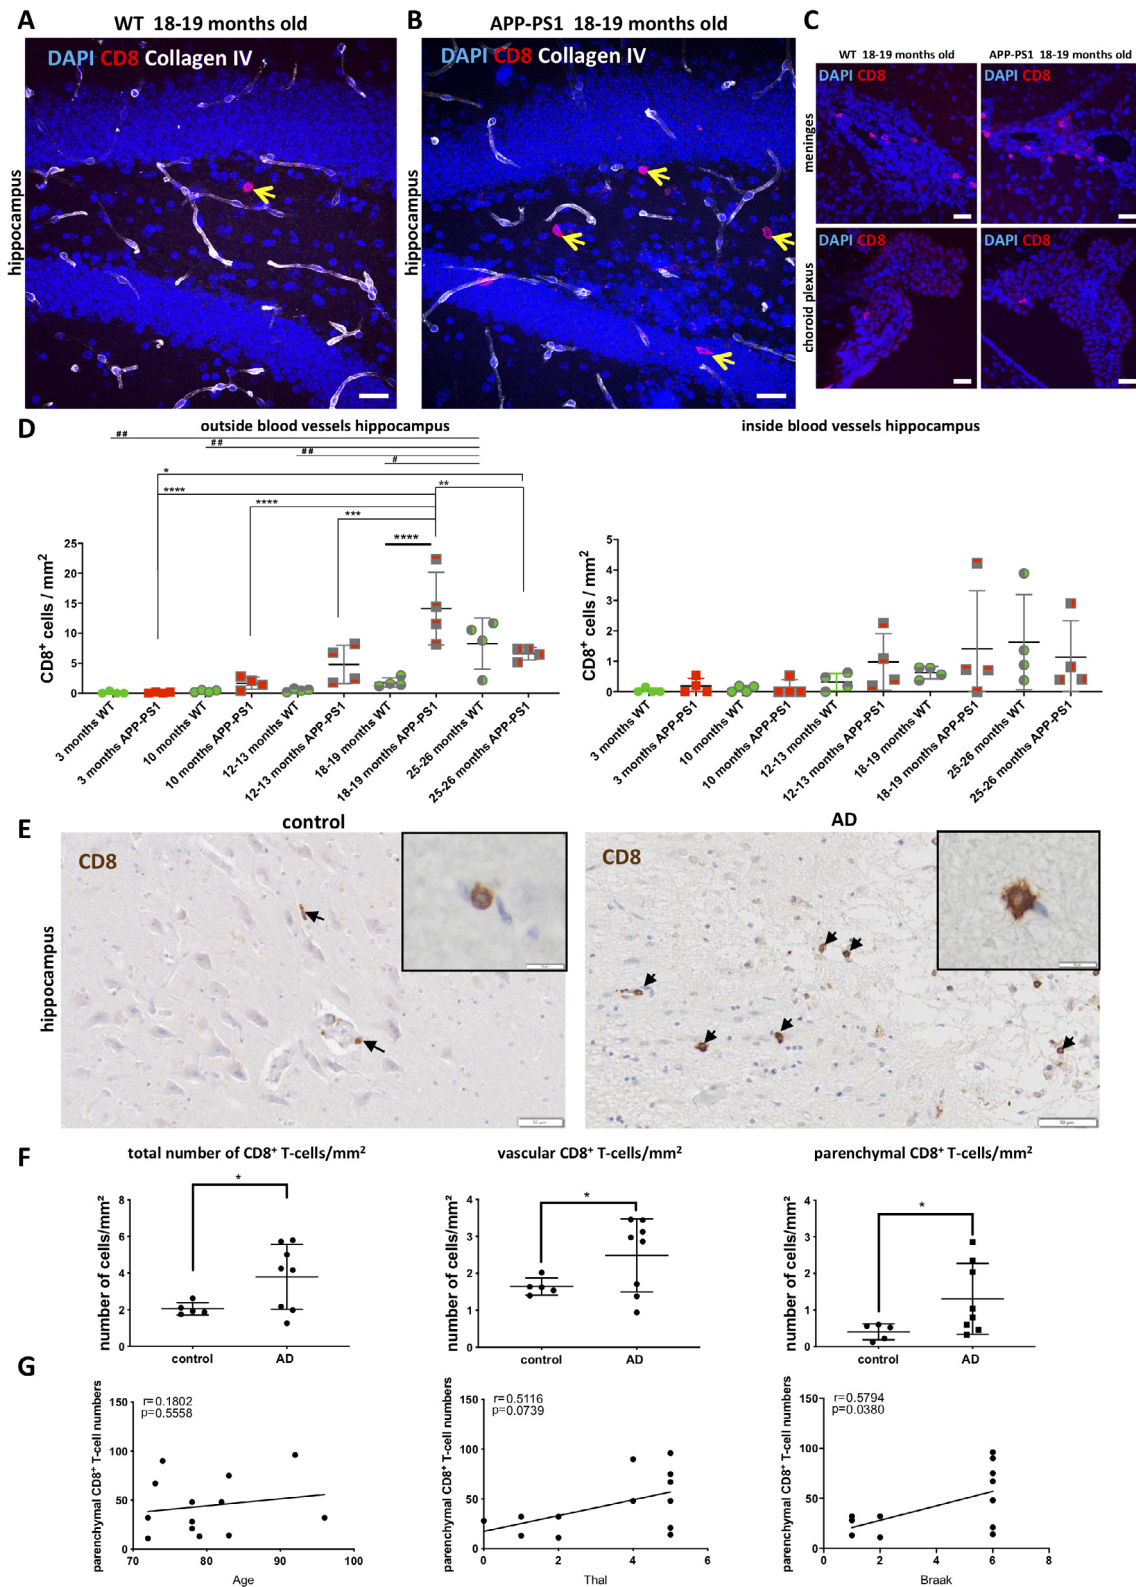 A
WT 18-19 months old
DAPI CD8 Collagen IV
hippocampus
B
APP-PS1 18-19 months old
DAPI CD8 Collagen IV
hippocampus
C
WT 18-19 months old
APP-PS1 18-19 months old
DAPI CD8
DAPI CD8
meninges
DAPI CD8
DAPI CD8
choroid plexus
D
outside blood vessels hippocampus
##
##
##
#
*
****
**
****
***
****
CD8+ cells / mm²
25
20
15
10
5
0
3 months WT
3 months APP-PS1
10 months WT
10 months APP-PS1
12-13 months WT
12-13 months APP-PS1
18-19 months WT
18-19 months APP-PS1
25-26 months WT
25-26 months APP-PS1
inside blood vessels hippocampus
CD8+ cells / mm²
5
4
3
2
1
0
3 months WT
3 months APP-PS1
10 months WT
10 months APP-PS1
12-13 months WT
12-13 months APP-PS1
18-19 months WT
18-19 months APP-PS1
25-26 months WT
25-26 months APP-PS1
E
control
CD8
hippocampus
AD
CD8
F
total number of CD8+ T-cells/mm²
*
number of cells/mm²
8
6
4
2
0
control
AD
vascular CD8+ T-cells/mm²
*
number of cells/mm²
4
3
2
1
0
control
AD
parenchymal CD8+ T-cells/mm²
*
number of cells/mm²
4
3
2
1
0
control
AD
G
parenchymal CD8+ T-cell numbers
150
100
50
0
r=0.1802
p=0.5558
70
80
90
100
Age
parenchymal CD8+ T-cell numbers
150
100
50
0
r=0.5116
p=0.0739
0
2
4
6
Thal
parenchymal CD8+ T-cell numbers
150
100
50
0
r=0.5794
p=0.0380
0
2
4
6
8
Braak